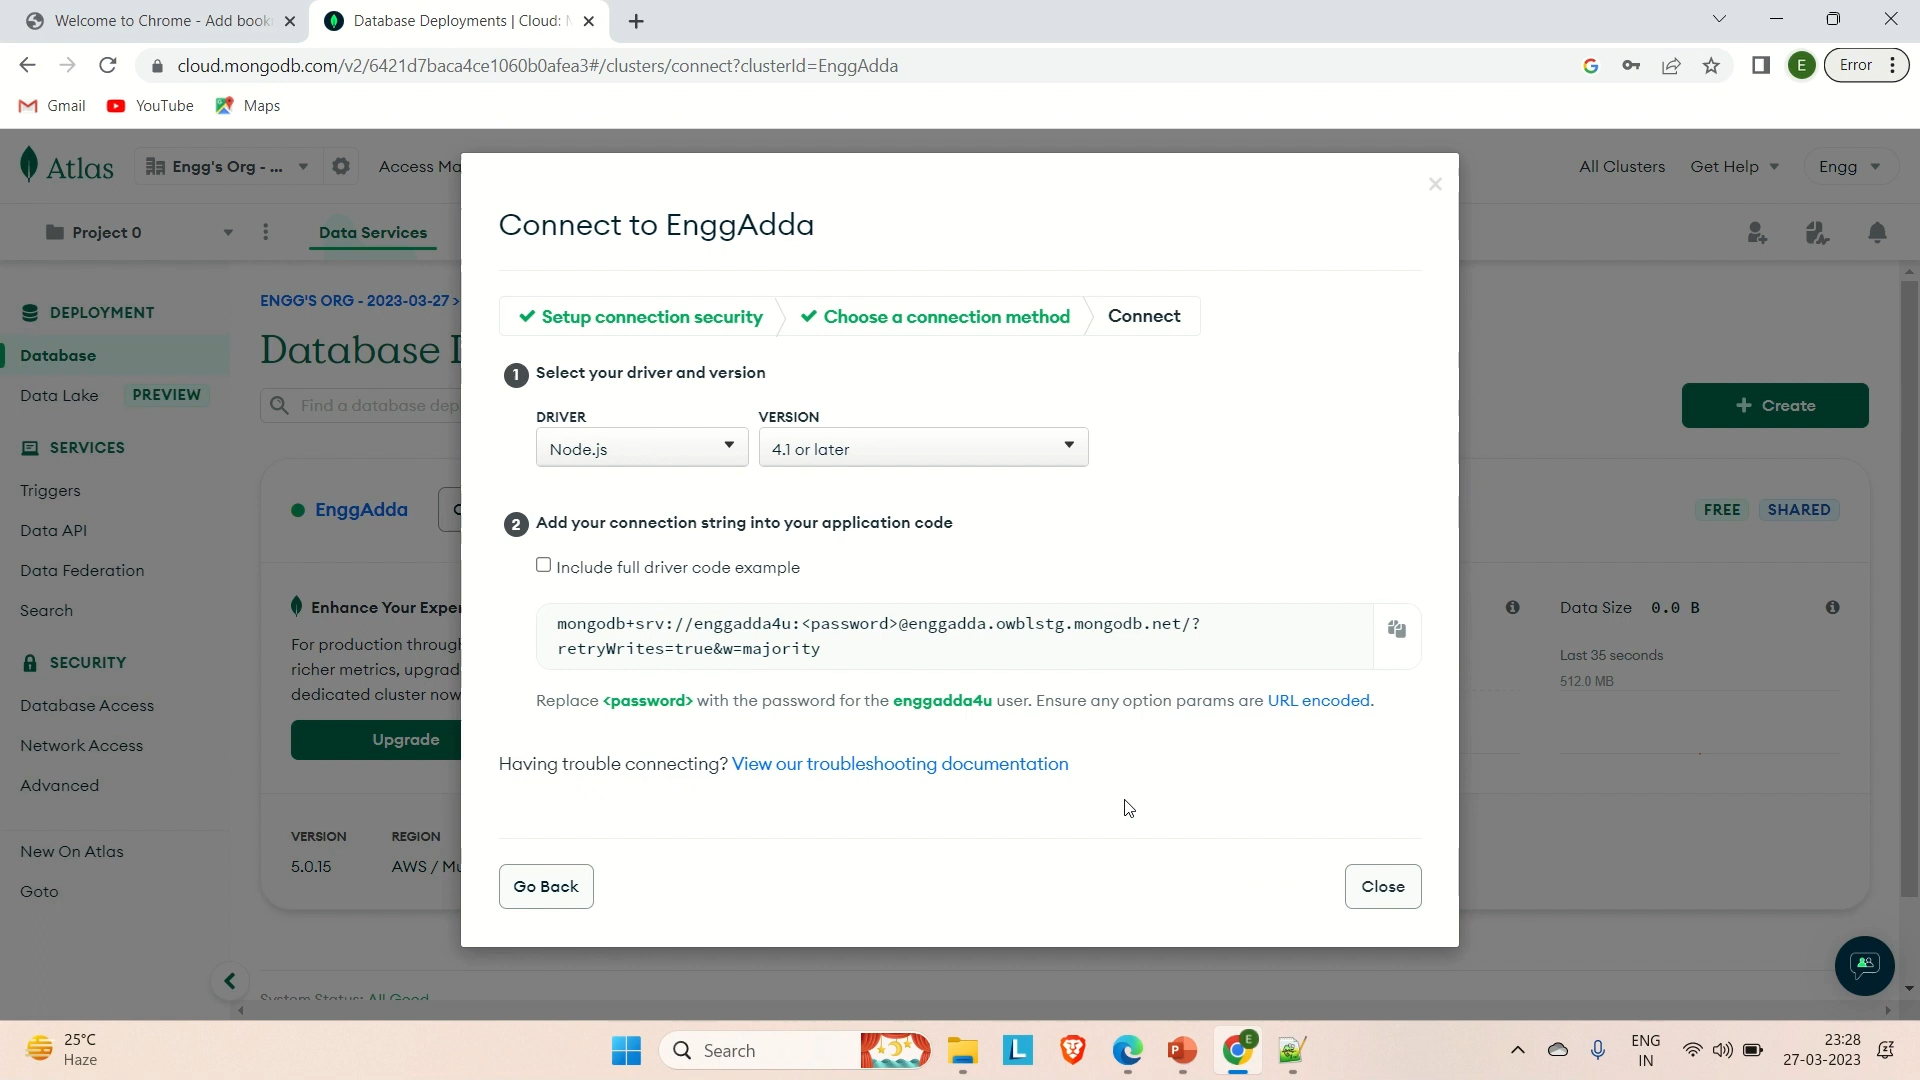 Welcome to Chrome - Add book
Database Deployments | Cloud:
cloud.mongodb.com/v2/6421d7baca4ce1060b0afea3#/clusters/connect?clusterId=EnggAdda
E
Error
Gmail
YouTube
Maps
Atlas
Engg's Org - ...
Access Ma
All Clusters
Get Help
Engg
Project 0
Data Services
DEPLOYMENT
Database
Data Lake PREVIEW
SERVICES
Triggers
Data API
Data Federation
Search
SECURITY
Database Access
Network Access
Advanced
New On Atlas
Goto
ENGG'S ORG - 2023-03-27 >
Database
Find a database dep
+ Create
EnggAdda
FREE
SHARED
Enhance Your Exper
For production through
richer metrics, upgrad
dedicated cluster now
Upgrade
Data Size 0.0 B
Last 35 seconds
512.0 MB
VERSION
5.0.15
REGION
AWS / Mu
System Status: All Good
Connect to EnggAdda
Setup connection security
Choose a connection method
Connect
1 Select your driver and version
DRIVER
Node.js
VERSION
4.1 or later
2 Add your connection string into your application code
Include full driver code example
mongodb+srv://enggadda4u:<password>@enggadda.owblstg.mongodb.net/?
retryWrites=true&w=majority
Replace <password> with the password for the enggadda4u user. Ensure any option params are URL encoded.
Having trouble connecting? View our troubleshooting documentation
Go Back
Close
25°C
Haze
Search
ENG
IN
23:28
27-03-2023